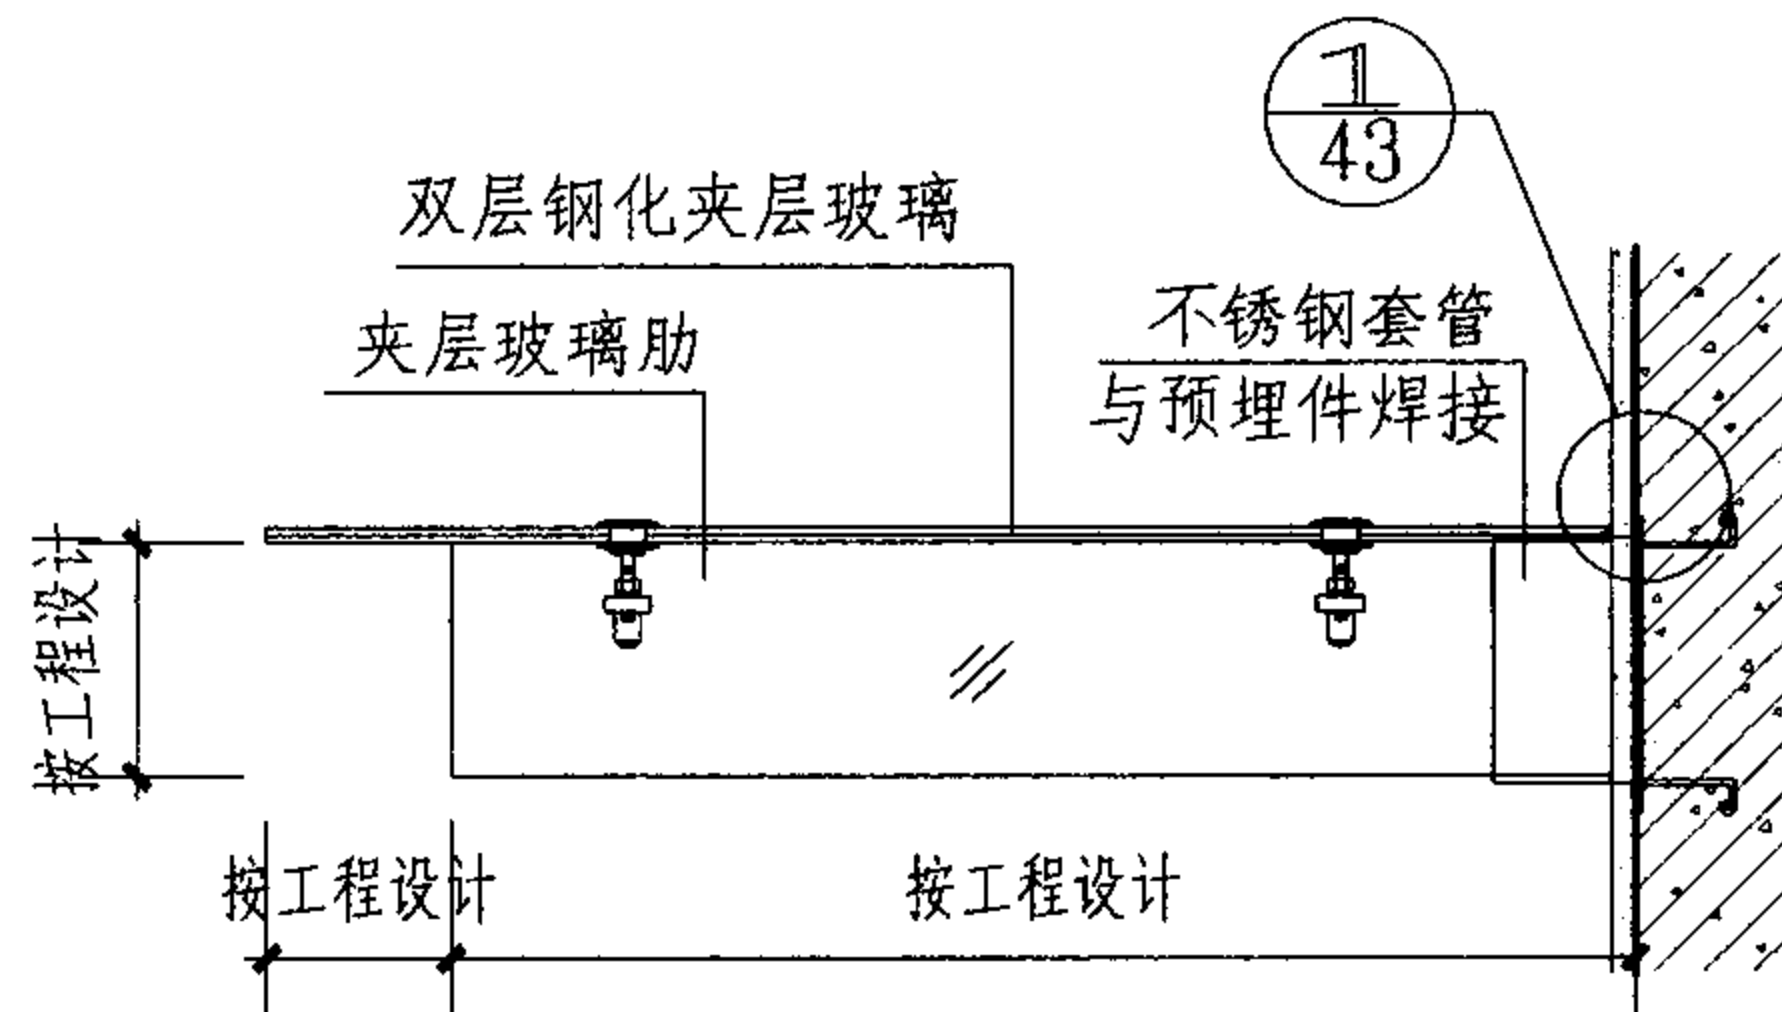 1
43
双层钢化夹层玻璃
夹层玻璃肋
不锈钢套管
与预埋件焊接
按工程设计
按工程设计
按工程设计